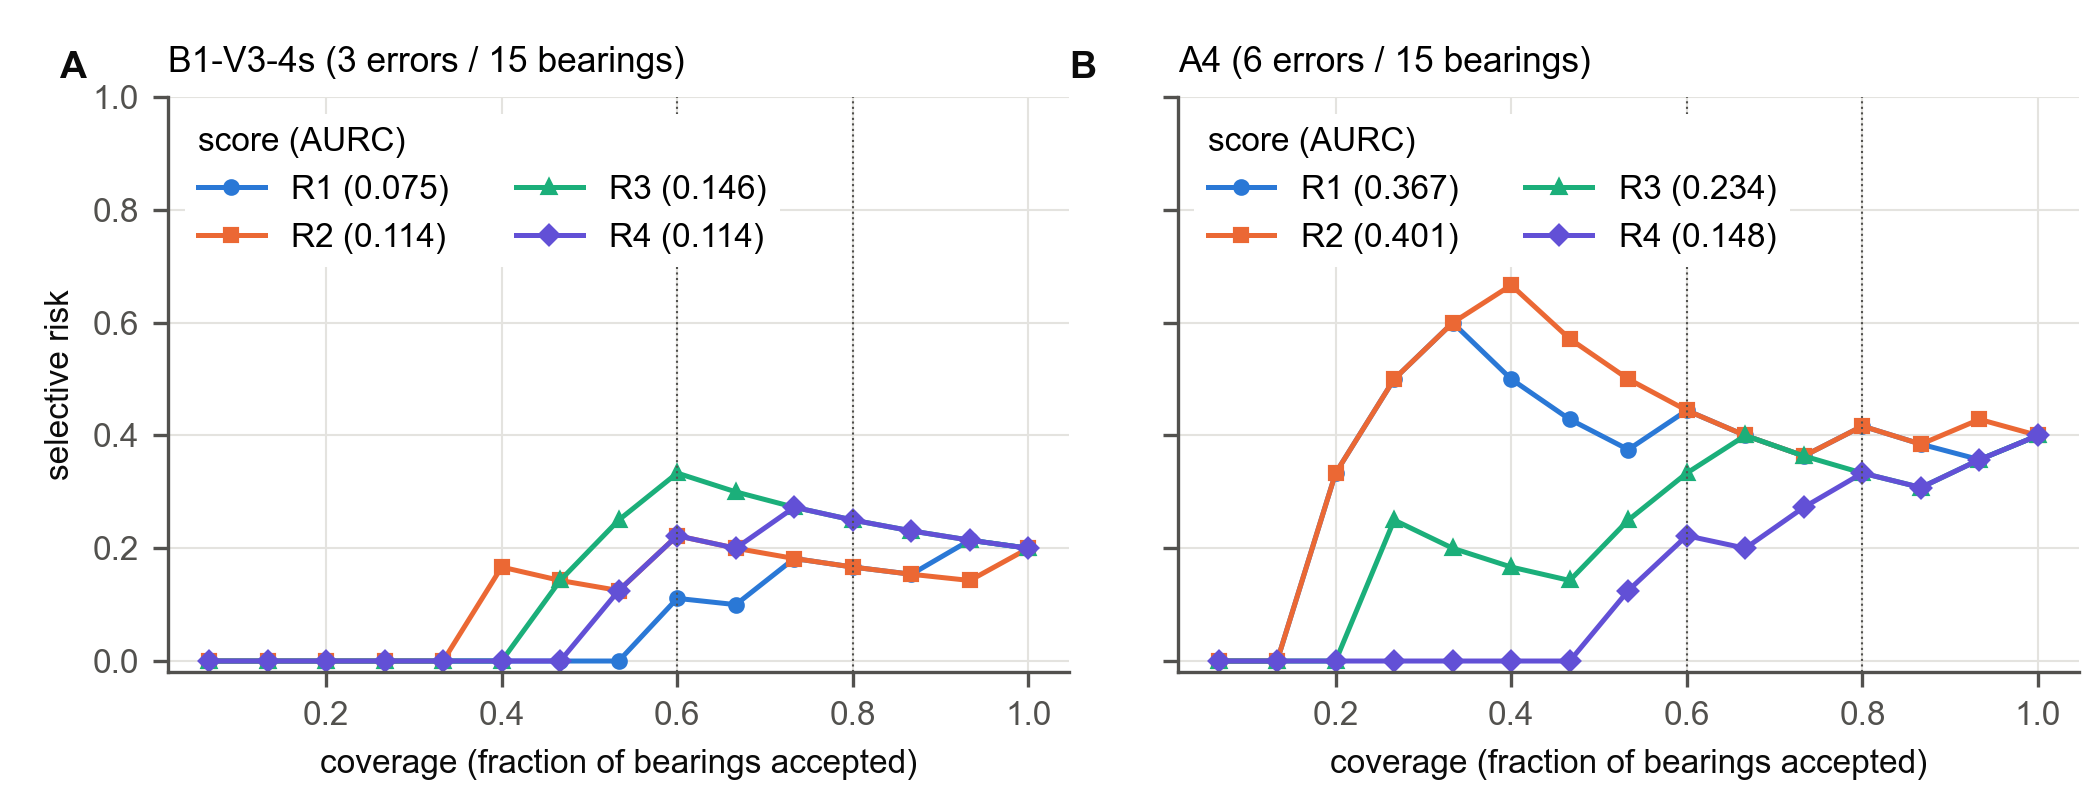 A
B1-V3-4s (3 errors / 15 bearings)
score (AURC)
R1 (0.075)
R3 (0.146)
R2 (0.114)
R4 (0.114)
selective risk
1.0
0.8
0.6
0.4
0.2
0.0
0.2
0.4
0.6
0.8
1.0
coverage (fraction of bearings accepted)
B
A4 (6 errors / 15 bearings)
score (AURC)
R1 (0.367)
R3 (0.234)
R2 (0.401)
R4 (0.148)
0.2
0.4
0.6
0.8
1.0
coverage (fraction of bearings accepted)